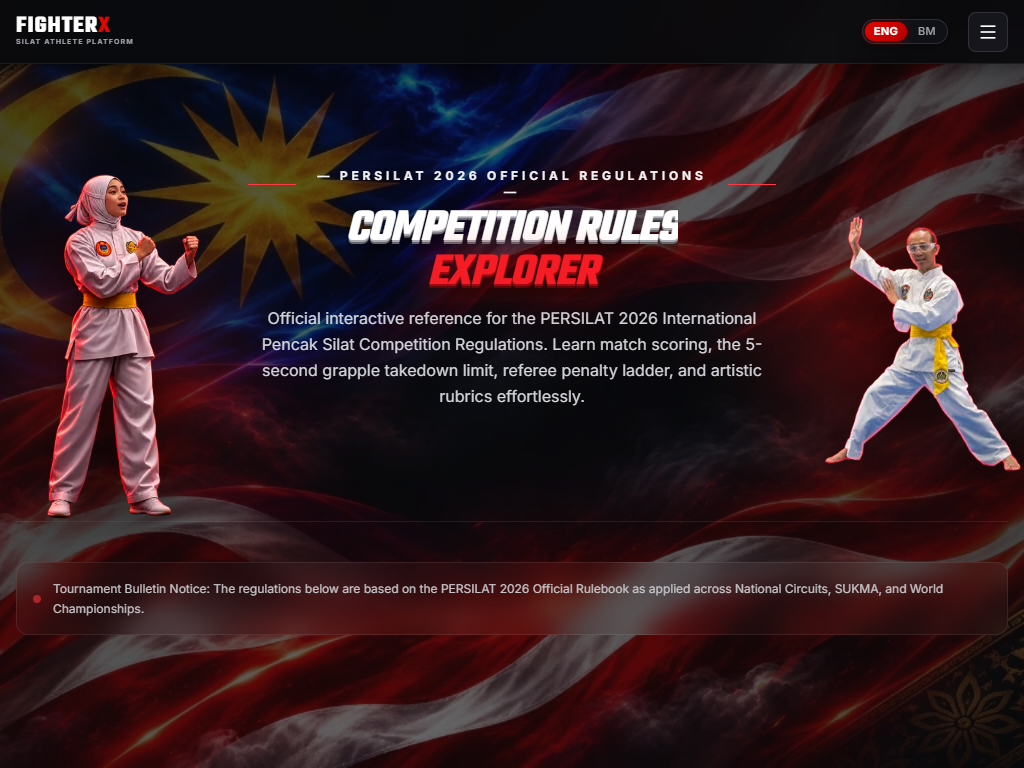 FIGHTERX
SILAT ATHLETE PLATFORM
ENG BM
— PERSILAT 2026 OFFICIAL REGULATIONS
—
COMPETITION RULES
EXPLORER
Official interactive reference for the PERSILAT 2026 International
Pencak Silat Competition Regulations. Learn match scoring, the 5-
second grapple takedown limit, referee penalty ladder, and artistic
rubrics effortlessly.
Tournament Bulletin Notice: The regulations below are based on the PERSILAT 2026 Official Rulebook as applied across National Circuits, SUKMA, and World
Championships.